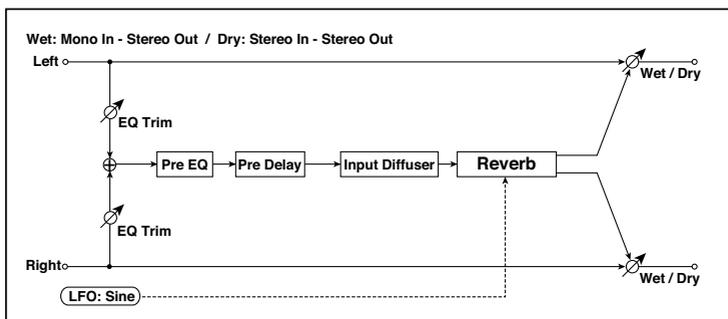 Wet: Mono In - Stereo Out / Dry: Stereo In - Stereo Out
Left
Wet / Dry
EQ Trim
Pre EQ
Pre Delay
Input Diffuser
Reverb
EQ Trim
Right
Wet / Dry
LFO: Sine